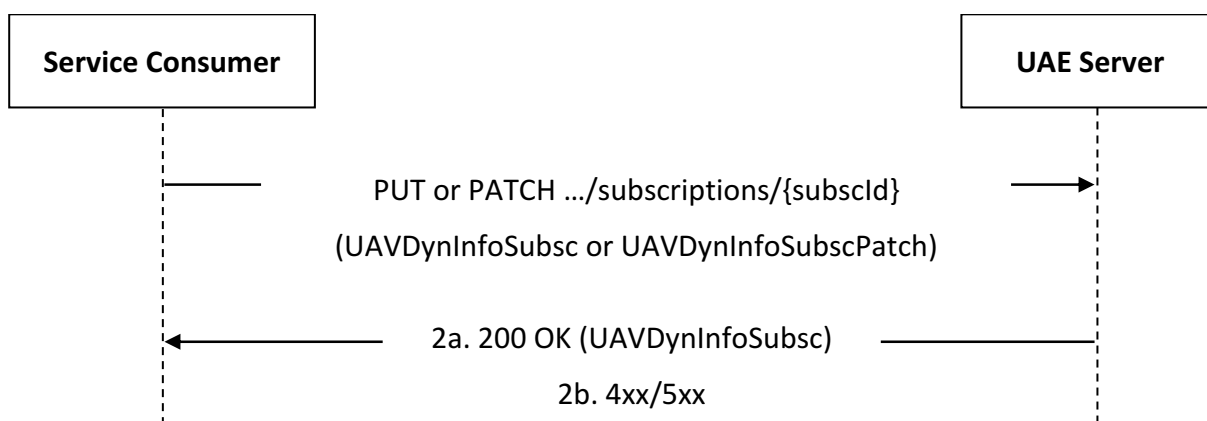 Service Consumer
UAE Server
PUT or PATCH …/subscriptions/{subscId}
(UAVDynInfoSubsc or UAVDynInfoSubscPatch)
2a. 200 OK (UAVDynInfoSubsc)
2b. 4xx/5xx